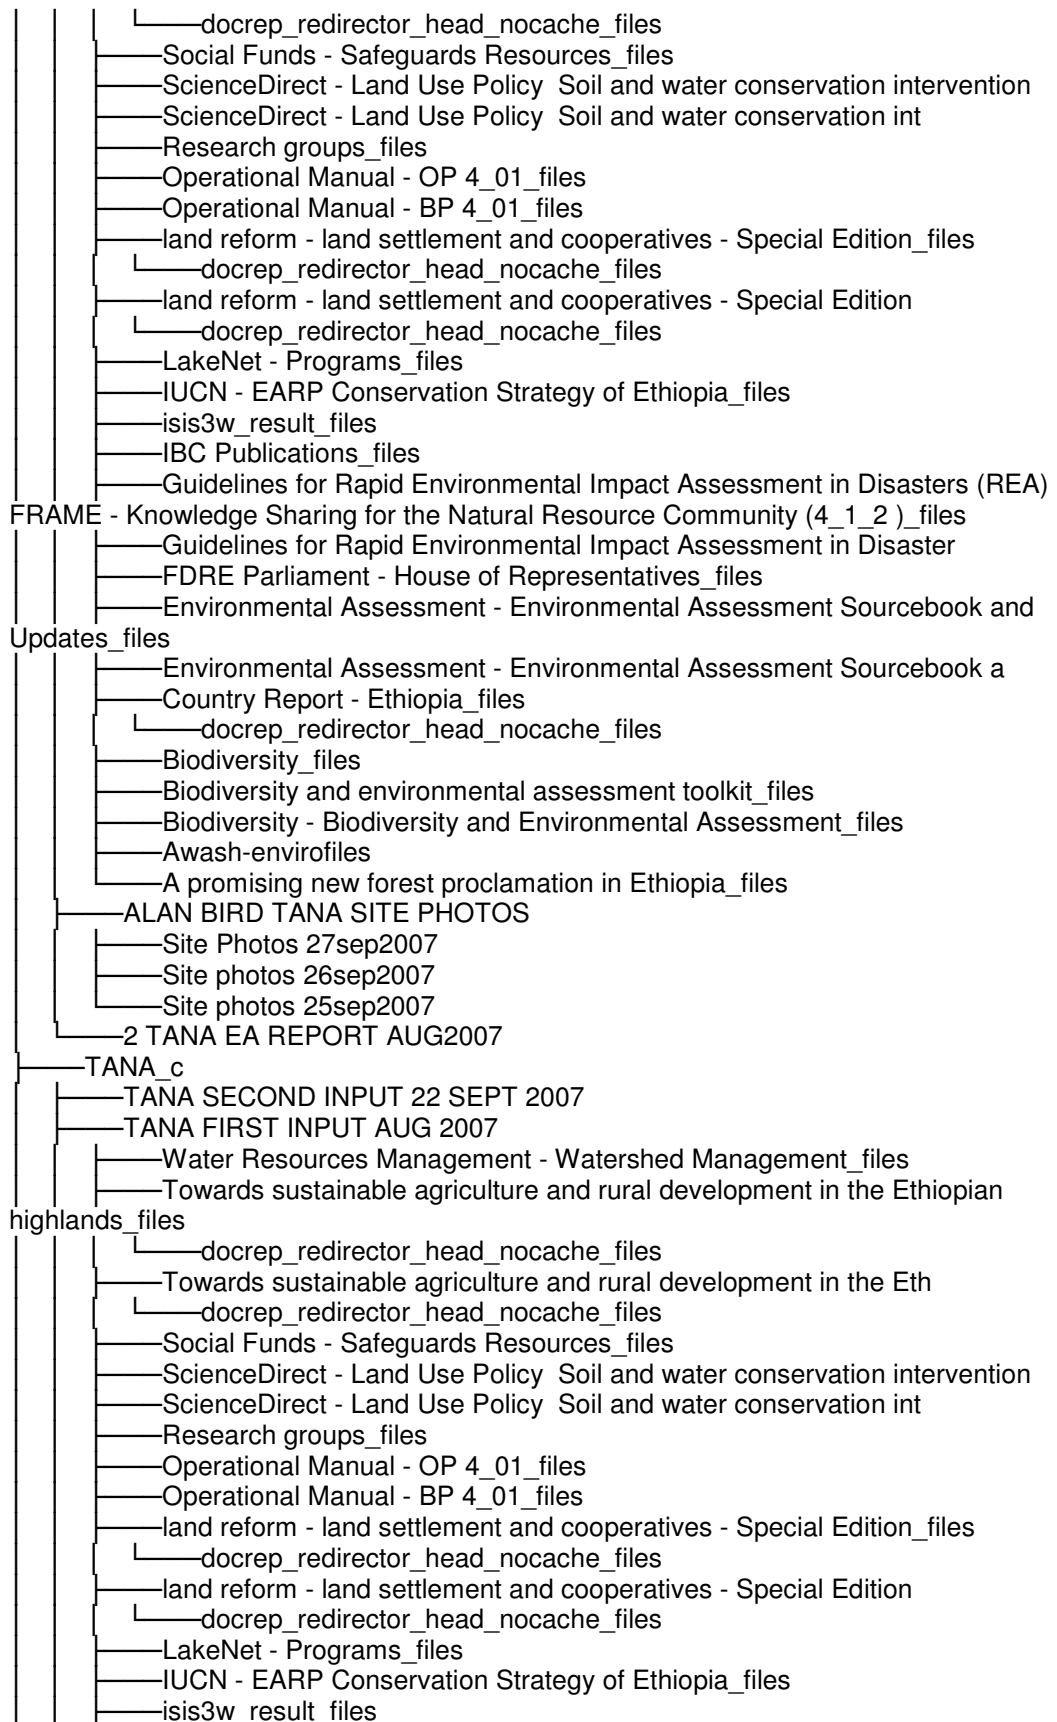 docrep_redirector_head_nocache_files
Social Funds - Safeguards Resources_files
ScienceDirect - Land Use Policy  Soil and water conservation intervention
ScienceDirect - Land Use Policy  Soil and water conservation int
Research groups_files
Operational Manual - OP 4_01_files
Operational Manual - BP 4_01_files
land reform - land settlement and cooperatives - Special Edition_files
docrep_redirector_head_nocache_files
land reform - land settlement and cooperatives - Special Edition
docrep_redirector_head_nocache_files
LakeNet - Programs_files
IUCN - EARP Conservation Strategy of Ethiopia_files
isis3w_result_files
IBC Publications_files
Guidelines for Rapid Environmental Impact Assessment in Disasters (REA)
FRAME - Knowledge Sharing for the Natural Resource Community (4_1_2 )_files
Guidelines for Rapid Environmental Impact Assessment in Disaster
FDRE Parliament - House of Representatives_files
Environmental Assessment - Environmental Assessment Sourcebook and
Updates_files
Environmental Assessment - Environmental Assessment Sourcebook a
Country Report - Ethiopia_files
docrep_redirector_head_nocache_files
Biodiversity_files
Biodiversity and environmental assessment toolkit_files
Biodiversity - Biodiversity and Environmental Assessment_files
Awash-envirofiles
A promising new forest proclamation in Ethiopia_files
ALAN BIRD TANA SITE PHOTOS
Site Photos 27sep2007
Site photos 26sep2007
Site photos 25sep2007
2 TANA EA REPORT AUG2007
TANA_c
TANA SECOND INPUT 22 SEPT 2007
TANA FIRST INPUT AUG 2007
Water Resources Management - Watershed Management_files
Towards sustainable agriculture and rural development in the Ethiopian
highlands_files
docrep_redirector_head_nocache_files
Towards sustainable agriculture and rural development in the Eth
docrep_redirector_head_nocache_files
Social Funds - Safeguards Resources_files
ScienceDirect - Land Use Policy  Soil and water conservation intervention
ScienceDirect - Land Use Policy  Soil and water conservation int
Research groups_files
Operational Manual - OP 4_01_files
Operational Manual - BP 4_01_files
land reform - land settlement and cooperatives - Special Edition_files
docrep_redirector_head_nocache_files
land reform - land settlement and cooperatives - Special Edition
docrep_redirector_head_nocache_files
LakeNet - Programs_files
IUCN - EARP Conservation Strategy of Ethiopia_files
isis3w_result_files